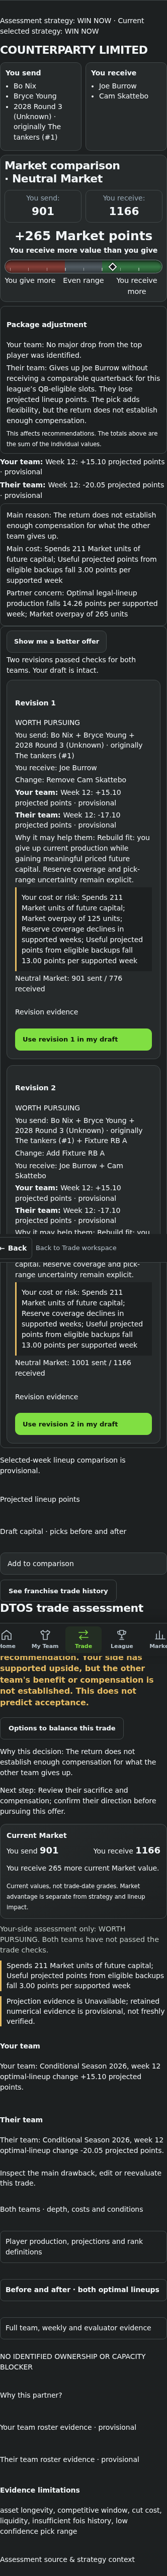 Assessment strategy: WIN NOW · Current
selected strategy: WIN NOW
COUNTERPARTY LIMITED
You send
• Bo Nix
• Bryce Young
• 2028 Round 3
(Unknown) ·
originally The
tankers (#1)
You receive
• Joe Burrow
• Cam Skattebo
Market comparison
· Neutral Market
You send:
901
You receive:
1166
+265 Market points
You receive more value than you give
You give more
Even range
You receive
more
Package adjustment
Your team: No major drop from the top
player was identified.
Their team: Gives up Joe Burrow without
receiving a comparable quarterback for this
league's QB-eligible slots. They lose
projected lineup points. The pick adds
flexibility, but the return does not establish
enough compensation.
This affects recommendations. The totals above are
the sum of the individual values.
Your team: Week 12: +15.10 projected points
· provisional
Their team: Week 12: -20.05 projected points
· provisional
Main reason: The return does not establish
enough compensation for what the other
team gives up.
Main cost: Spends 211 Market units of
future capital; Useful projected points from
eligible backups fall 3.00 points per
supported week
Partner concern: Optimal legal-lineup
production falls 14.26 points per supported
week; Market overpay of 265 units
Show me a better offer
Two revisions passed checks for both
teams. Your draft is intact.
Revision 1
WORTH PURSUING
You send: Bo Nix + Bryce Young +
2028 Round 3 (Unknown) · originally
The tankers (#1)
You receive: Joe Burrow
Change: Remove Cam Skattebo
Your team: Week 12: +15.10
projected points · provisional
Their team: Week 12: -17.10
projected points · provisional
Why it may help them: Rebuild fit: you
give up current production while
gaining meaningful priced future
capital. Reserve coverage and pick-
range uncertainty remain explicit.
Your cost or risk: Spends 211
Market units of future capital;
Market overpay of 125 units;
Reserve coverage declines in
supported weeks; Useful projected
points from eligible backups fall
13.00 points per supported week
Neutral Market: 901 sent / 776
received
Revision evidence
Use revision 1 in my draft
Revision 2
WORTH PURSUING
You send: Bo Nix + Bryce Young +
2028 Round 3 (Unknown) · originally
The tankers (#1) + Fixture RB A
Change: Add Fixture RB A
You receive: Joe Burrow + Cam
Skattebo
Your team: Week 12: +15.10
projected points · provisional
Their team: Week 12: -17.10
projected points · provisional
Why it may help them: Rebuild fit: you
← Back
Back to Trade workspace
capital. Reserve coverage and pick-
range uncertainty remain explicit.
Your cost or risk: Spends 211
Market units of future capital;
Reserve coverage declines in
supported weeks; Useful projected
points from eligible backups fall
13.00 points per supported week
Neutral Market: 1001 sent / 1166
received
Revision evidence
Use revision 2 in my draft
Selected-week lineup comparison is
provisional.
Projected lineup points
Draft capital · picks before and after
Add to comparison
See franchise trade history
DTOS trade assessment
Home
My Team
Trade
League
Market
recommendation. Your side has
supported upside, but the other
team's benefit or compensation is
not established. This does not
predict acceptance.
Options to balance this trade
Why this decision: The return does not
establish enough compensation for what the
other team gives up.
Next step: Review their sacrifice and
compensation; confirm their direction before
pursuing this offer.
Current Market
You send 901
You receive 1166
You receive 265 more current Market value.
Current values, not trade-date grades. Market
advantage is separate from strategy and lineup
impact.
Your-side assessment only: WORTH
PURSUING. Both teams have not passed the
trade checks.
Spends 211 Market units of future capital;
Useful projected points from eligible backups
fall 3.00 points per supported week
Projection evidence is Unavailable; retained
numerical evidence is provisional, not freshly
verified.
Your team
Your team: Conditional Season 2026, week 12
optimal-lineup change +15.10 projected
points.
Their team
Their team: Conditional Season 2026, week 12
optimal-lineup change -20.05 projected points.
Inspect the main drawback, edit or reevaluate
this trade.
Both teams · depth, costs and conditions
Player production, projections and rank
definitions
Before and after · both optimal lineups
Full team, weekly and evaluator evidence
NO IDENTIFIED OWNERSHIP OR CAPACITY
BLOCKER
Why this partner?
Your team roster evidence · provisional
Their team roster evidence · provisional
Evidence limitations
asset longevity, competitive window, cut cost,
liquidity, insufficient fois history, low
confidence pick range
Assessment source & strategy context